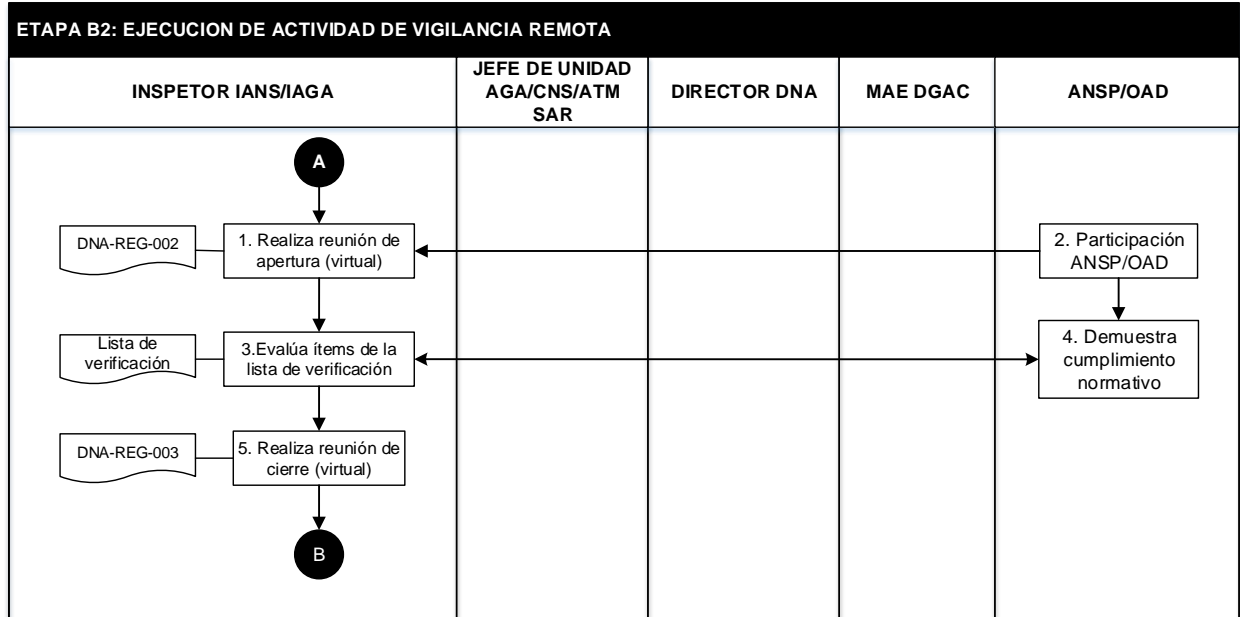 ETAPA B2: EJECUCION DE ACTIVIDAD DE VIGILANCIA REMOTA
INSPETOR IANS/IAGA
JEFE DE UNIDAD
AGA/CNS/ATM
SAR
DIRECTOR DNA
MAE DGAC
ANSP/OAD
A
DNA-REG-002
1. Realiza reunión de
apertura (virtual)
2. Participación
ANSP/OAD
Lista de
verificación
3.Evalúa ítems de la
lista de verificación
4. Demuestra
cumplimiento
normativo
DNA-REG-003
5. Realiza reunión de
cierre (virtual)
B